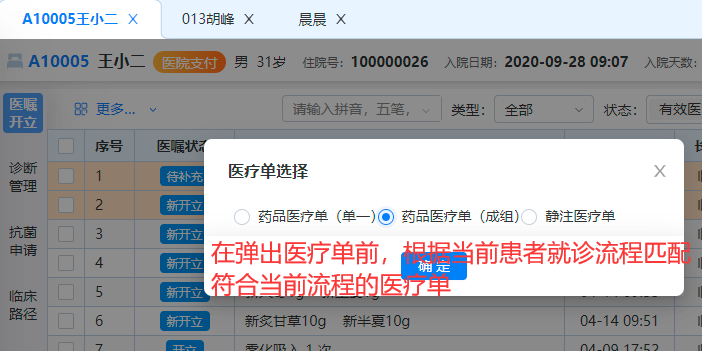 A10005王小二 ×
013胡峰 ×
晨晨 ×
A10005 王小二 医院支付 男 31岁 住院号: 100000026 入院日期: 2020-09-28 09:07 入院天数:
医嘱开立
更多...
请输入拼音，五笔，
类型: 全部
状态: 有效医
序号 医嘱状态
诊断管理
1 待补充
2 新开立
抗菌申请
3 新开立
4 新开立
临床路径
5 新开立 04-14 09:52
6 新开立 新炙甘草10g 新半夏10g 04-14 09:51
7 开立 雾化吸入 1 次
医疗单选择
药品医疗单（单一） 药品医疗单（成组） 静注医疗单
在弹出医疗单前，根据当前患者就诊流程匹配
符合当前流程的医疗单
确 定